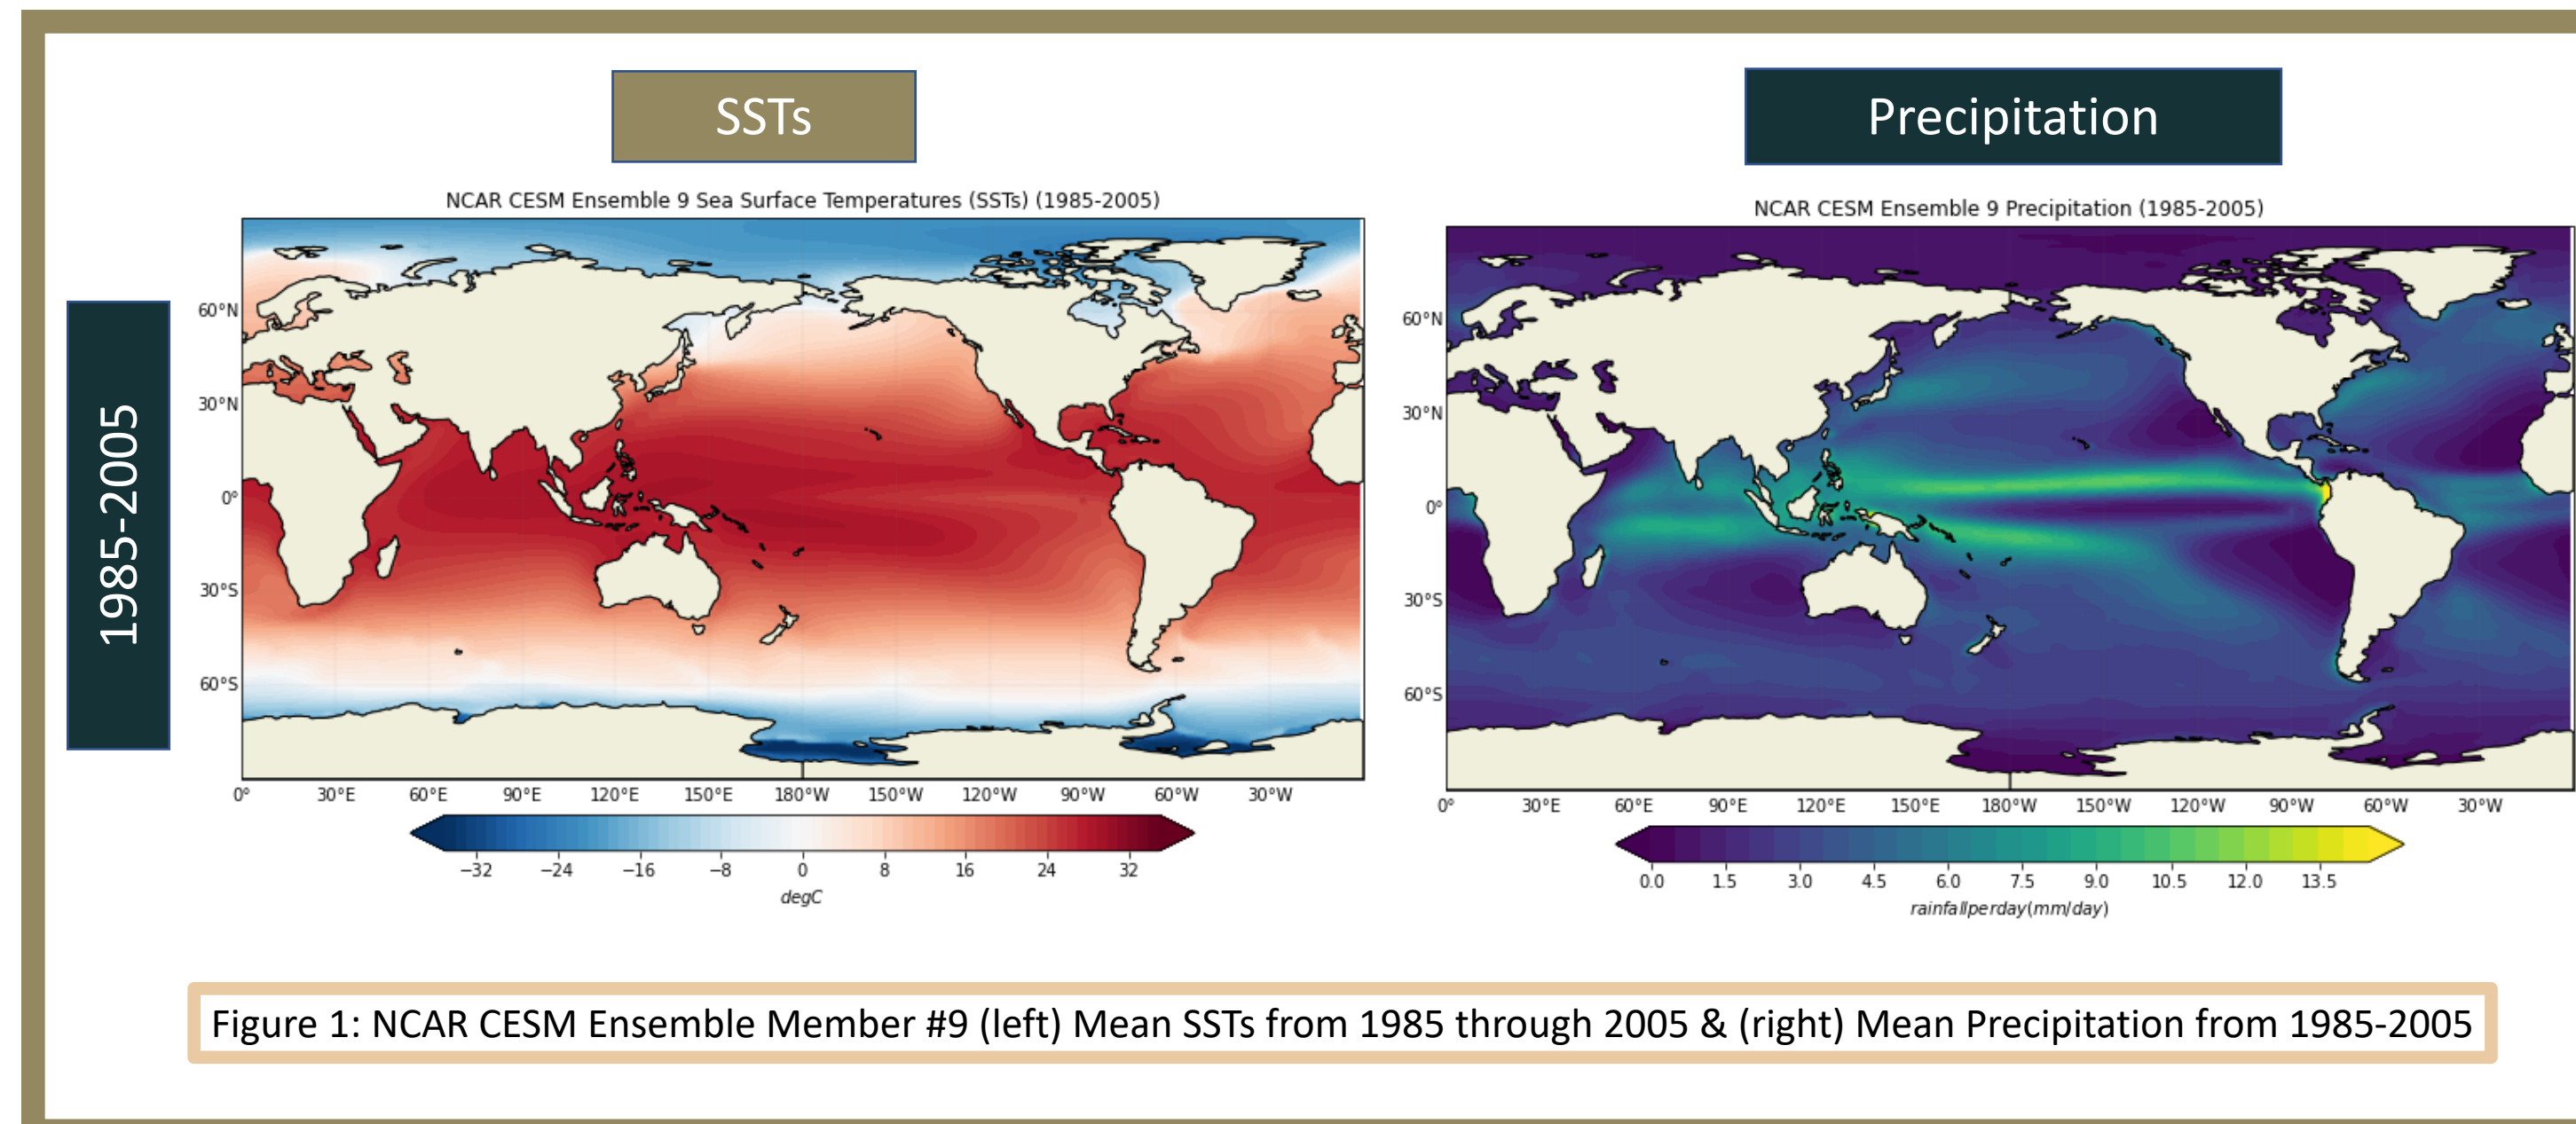 SSTs
Precipitation
1985-2005
NCAR CESM Ensemble 9 Sea Surface Temperatures (SSTs) (1985-2005)
60°N
30°N
0°
30°S
60°S
0° 30°E 60°E 90°E 120°E 150°E 180°W 150°W 120°W 90°W 60°W 30°W
−32 −24 −16 −8 0 8 16 24 32
degC
NCAR CESM Ensemble 9 Precipitation (1985-2005)
60°N
30°N
0°
30°S
60°S
0° 30°E 60°E 90°E 120°E 150°E 180°W 150°W 120°W 90°W 60°W 30°W
0.0 1.5 3.0 4.5 6.0 7.5 9.0 10.5 12.0 13.5
rainfallperday(mm/day)
Figure 1: NCAR CESM Ensemble Member #9 (left) Mean SSTs from 1985 through 2005 & (right) Mean Precipitation from 1985-2005